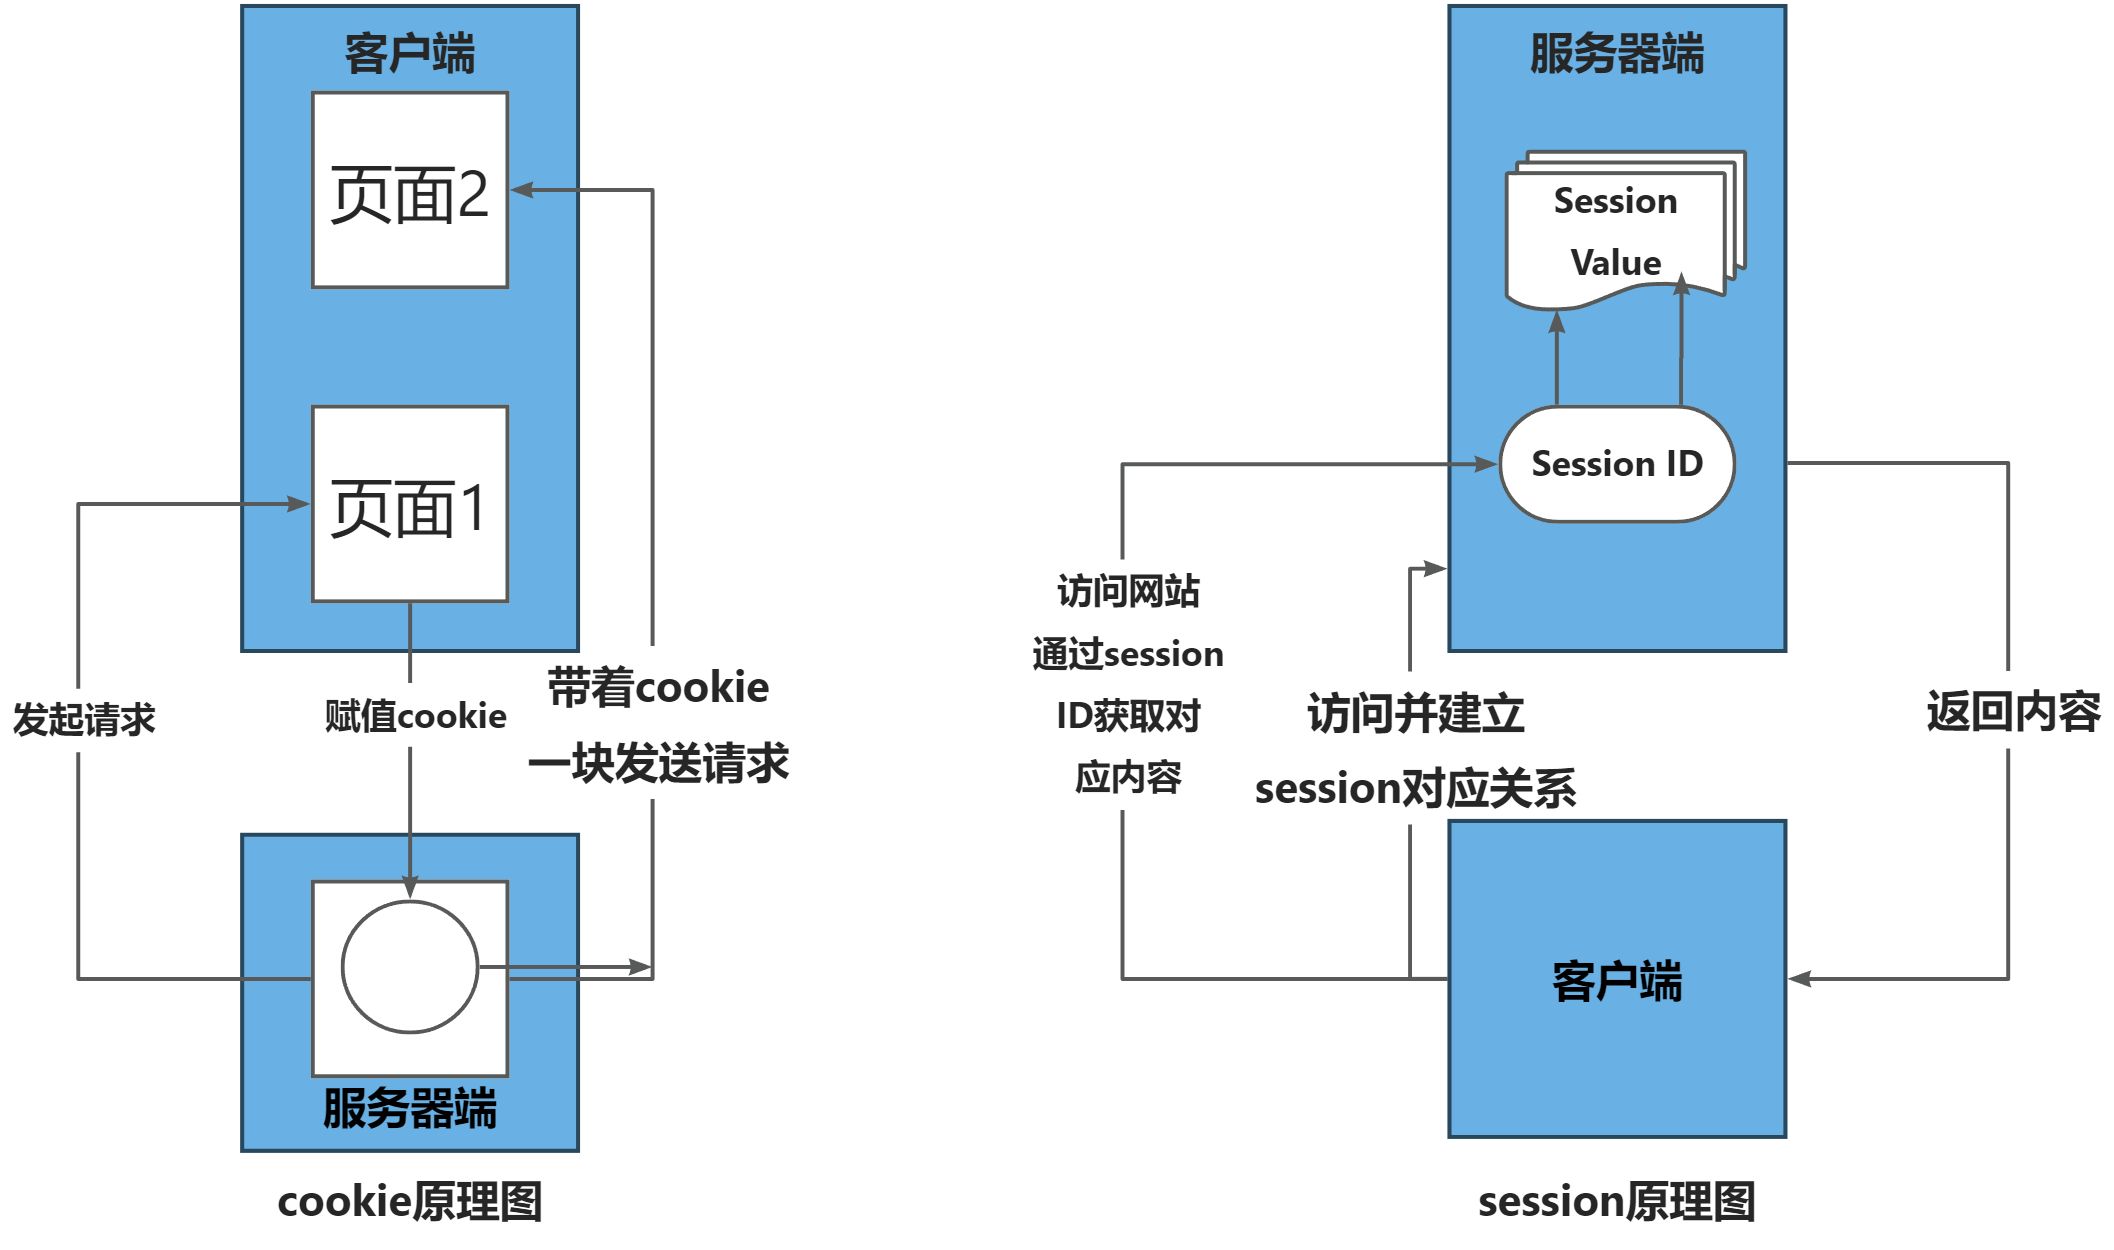 客户端
页面2
页面1
发起请求
赋值cookie
带着cookie
一块发送请求
服务器端
cookie原理图
服务器端
Session
Value
Session ID
访问网站
通过session
ID获取对
应内容
访问并建立
session对应关系
返回内容
客户端
session原理图